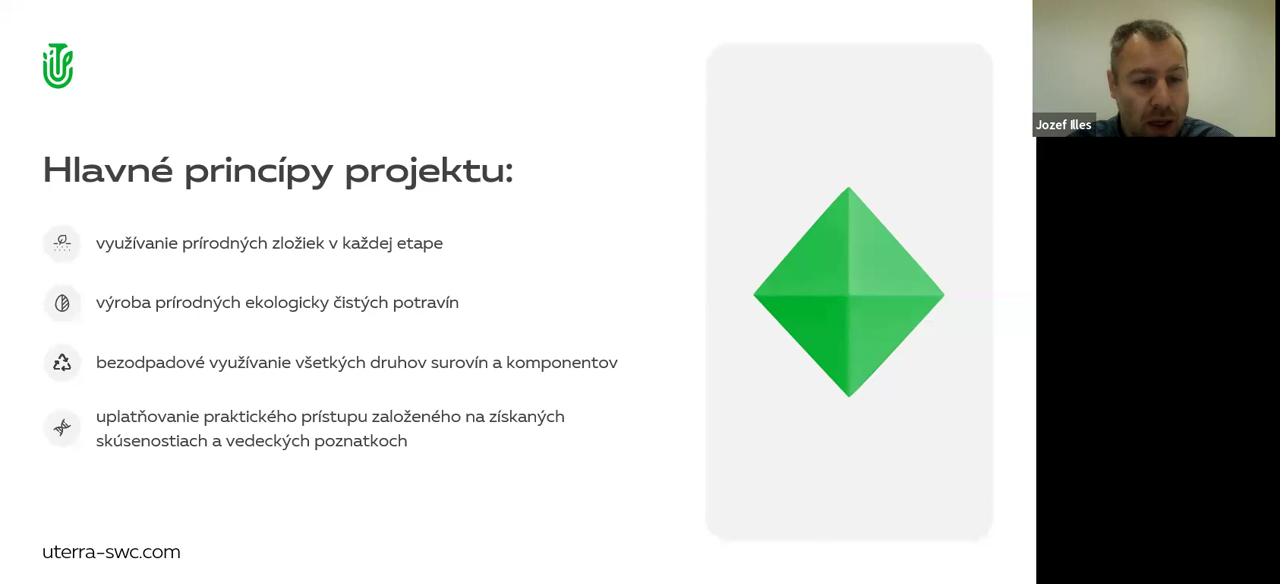 Hlavné princípy projektu:
využívanie prírodných zložiek v každej etape
výroba prírodných ekologicky čistých potravín
bezodpadové využívanie všetkých druhov surovín a komponentov
uplatňovanie praktického prístupu založeného na získaných
skúsenostiach a vedeckých poznatkoch
uterra-swc.com
Jozef Illes